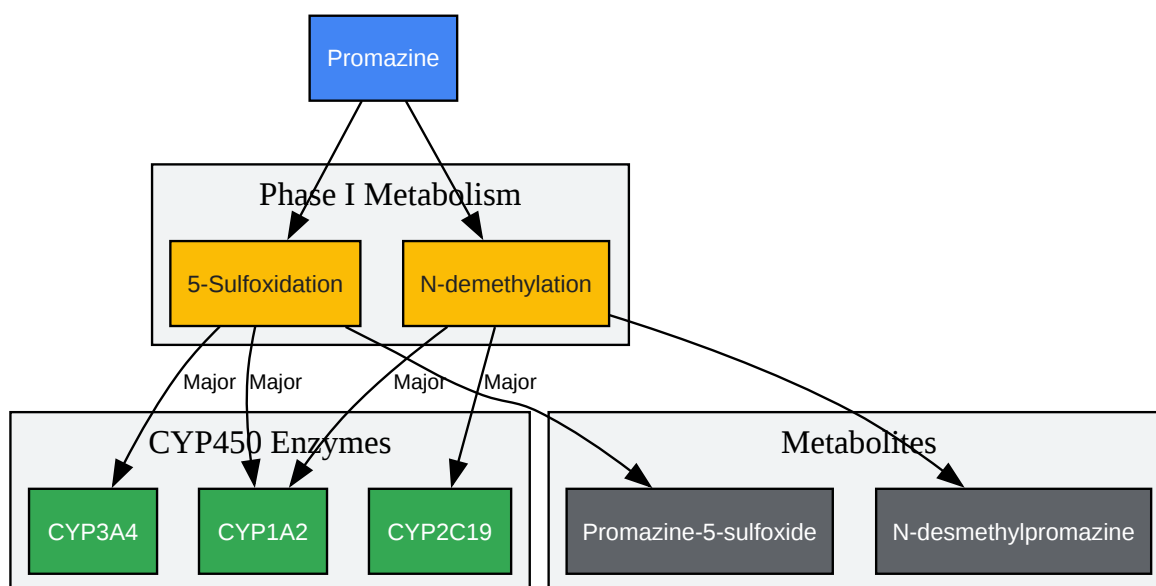 Promazine
Phase I Metabolism
5-Sulfoxidation
N-demethylation
Major
Major
Major
Major
CYP450 Enzymes
Metabolites
CYP3A4
CYP1A2
CYP2C19
Promazine-5-sulfoxide
N-desmethylpromazine